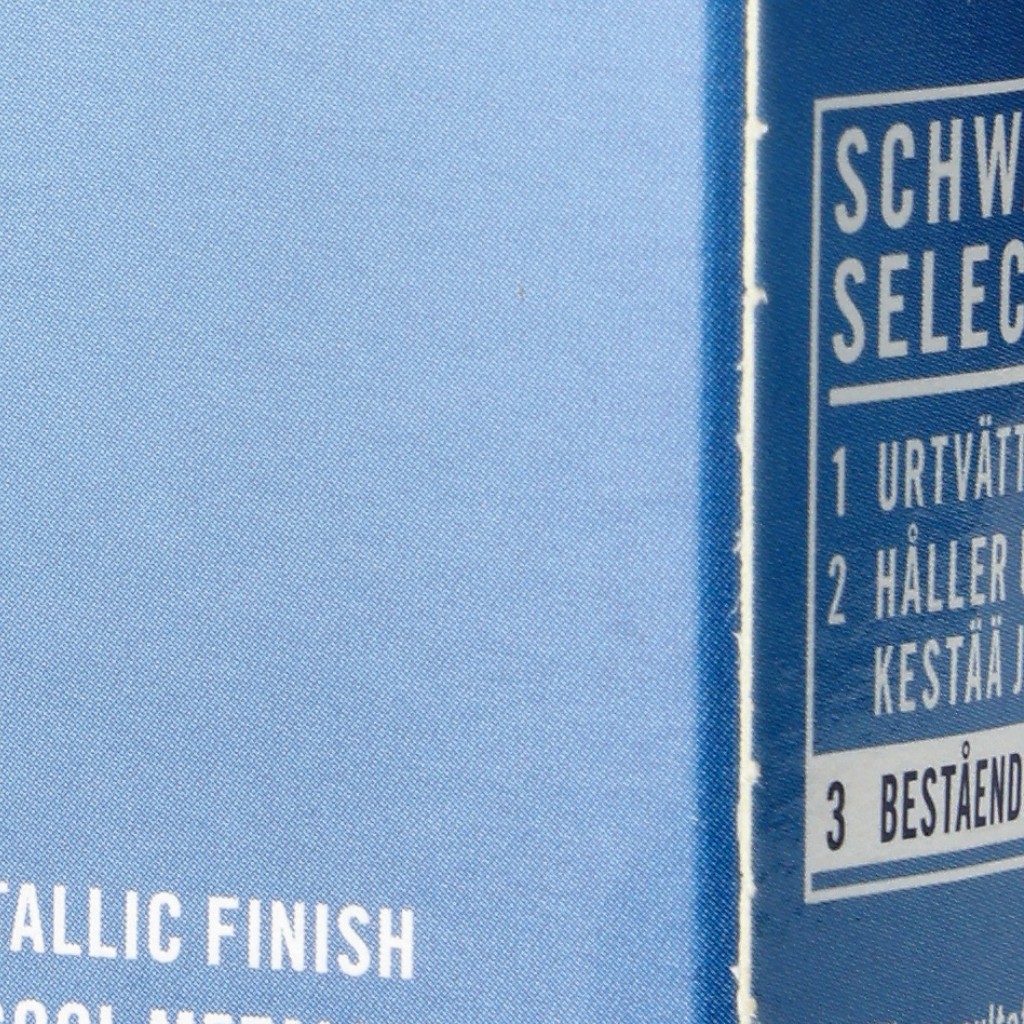 TALLIC FINISH
SCHW
SELEC
1 URTVÄTT
2 HÅLLER
KESTÄÄ J
3 BESTÅEND